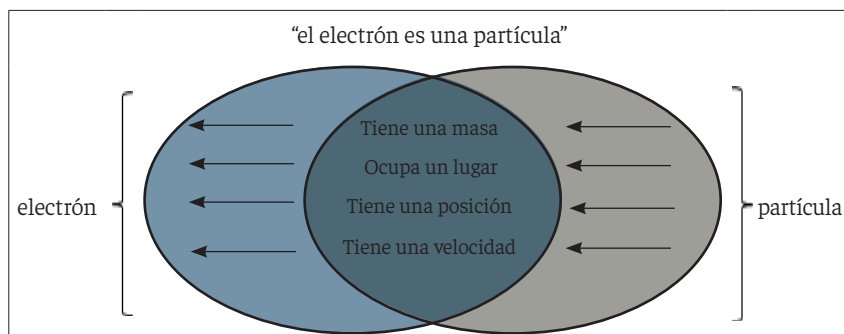 “el electrón es una partícula”
Tiene una masa
Ocupa un lugar
electrón
Tiene una posición
partícula
Tiene una velocidad